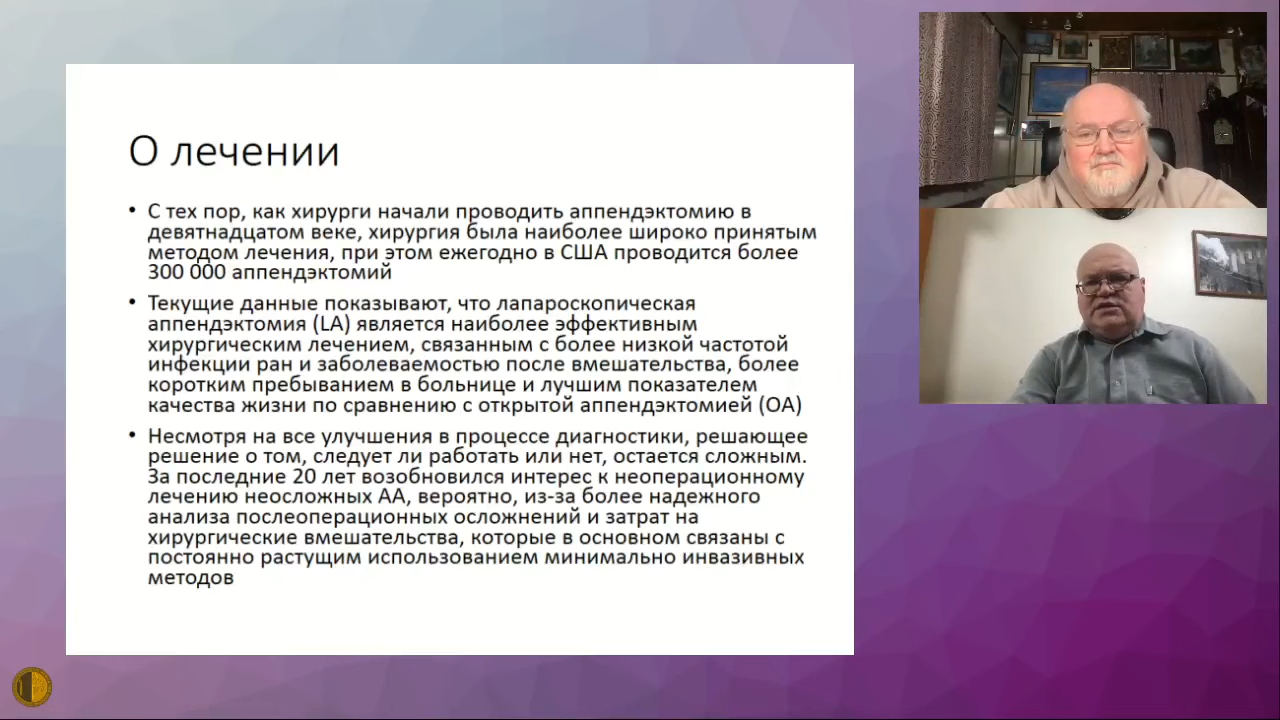 О лечении
• С тех пор, как хирурги начали проводить аппендэктомию в
девятнадцатом веке, хирургия была наиболее широко принятым
методом лечения, при этом ежегодно в США проводится более
300 000 аппендэктомий
• Текущие данные показывают, что лапароскопическая
аппендэктомия (LA) является наиболее эффективным
хирургическим лечением, связанным с более низкой частотой
инфекции ран и заболеваемостью после вмешательства, более
коротким пребыванием в больнице и лучшим показателем
качества жизни по сравнению с открытой аппендэктомией (ОА)
• Несмотря на все улучшения в процессе диагностики, решающее
решение о том, следует ли работать или нет, остается сложным.
За последние 20 лет возобновился интерес к неоперационному
лечению неосложных АА, вероятно, из-за более надежного
анализа послеоперационных осложнений и затрат на
хирургические вмешательства, которые в основном связаны с
постоянно растущим использованием минимально инвазивных
методов